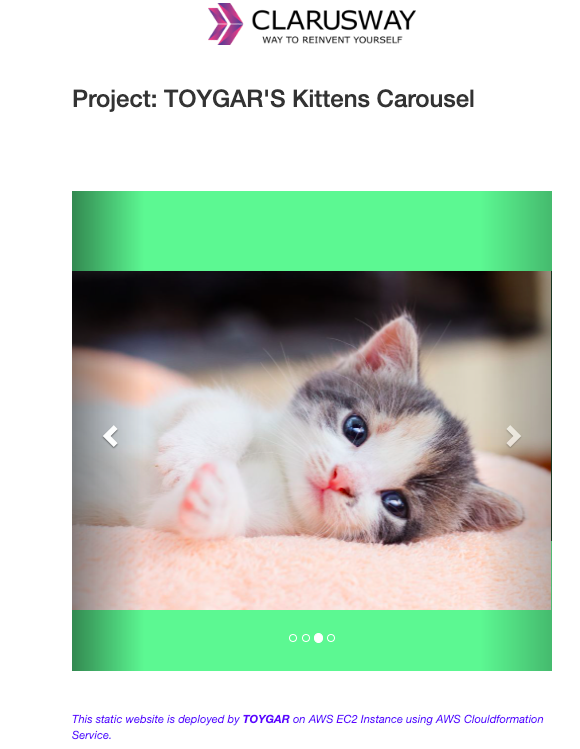 CLARUSWAY
WAY TO REINVENT YOURSELF
Project: TOYGAR'S Kittens Carousel
This static website is deployed by TOYGAR on AWS EC2 Instance using AWS Clouldformation
Service.